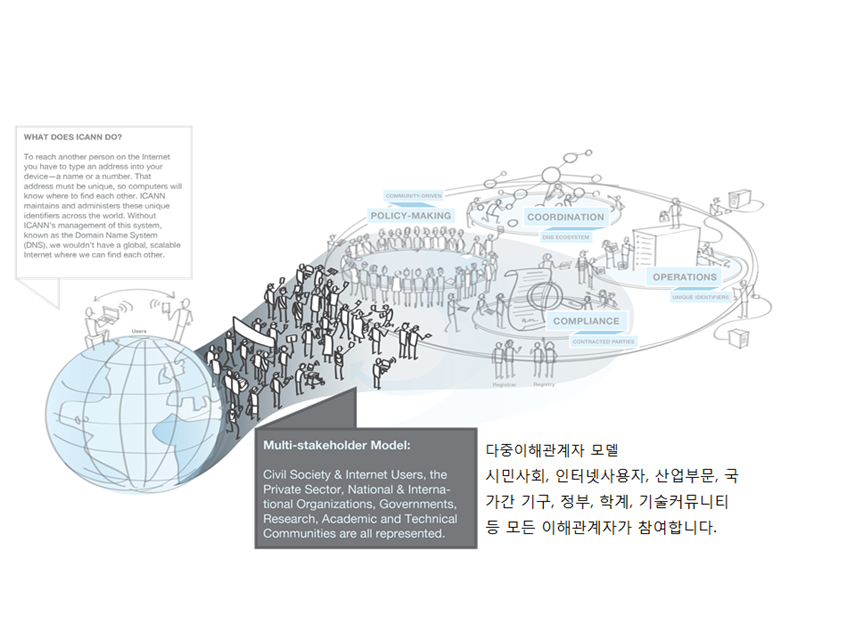 WHAT DOES ICANN DO?
To reach another person on the Internet
you have to type an address into your
device—a name or a number. That
address must be unique, so computers will
know where to find each other. ICANN
maintains and administers these unique
identifiers across the world. Without
ICANN's management of this system,
known as the Domain Name System
(DNS), we wouldn't have a global, scalable
Internet where we can find each other.
Users
COMMUNITY-DRIVEN
POLICY-MAKING
COORDINATION
DNS ECOSYSTEM
OPERATIONS
UNIQUE IDENTIFIERS
COMPLIANCE
CONTRACTED PARTIES
Registrar
Registry
Multi-stakeholder Model:
Civil Society & Internet Users, the
Private Sector, National & Interna-
tional Organizations, Governments,
Research, Academic and Technical
Communities are all represented.
다중이해관계자 모델
시민사회, 인터넷사용자, 산업부문, 국
가간 기구, 정부, 학계, 기술커뮤니티
등 모든 이해관계자가 참여합니다.